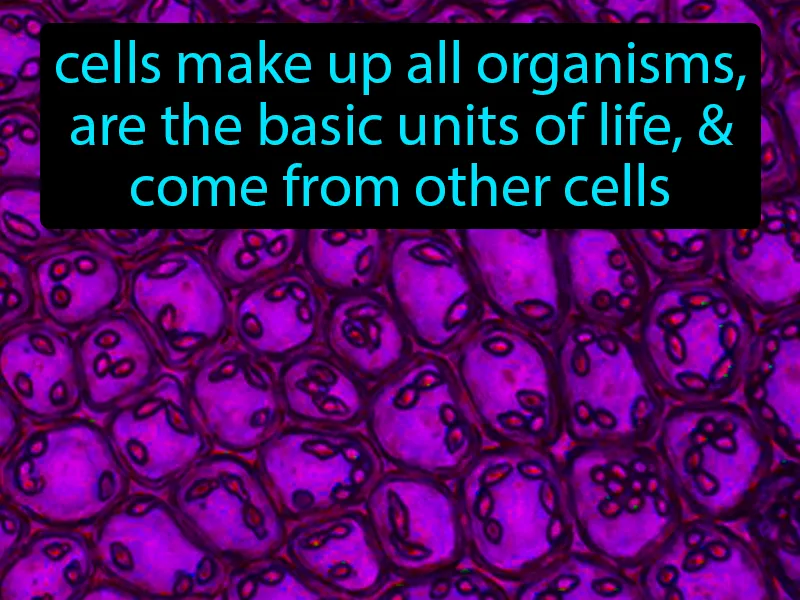 cells make up all organisms,
are the basic units of life, &
come from other cells